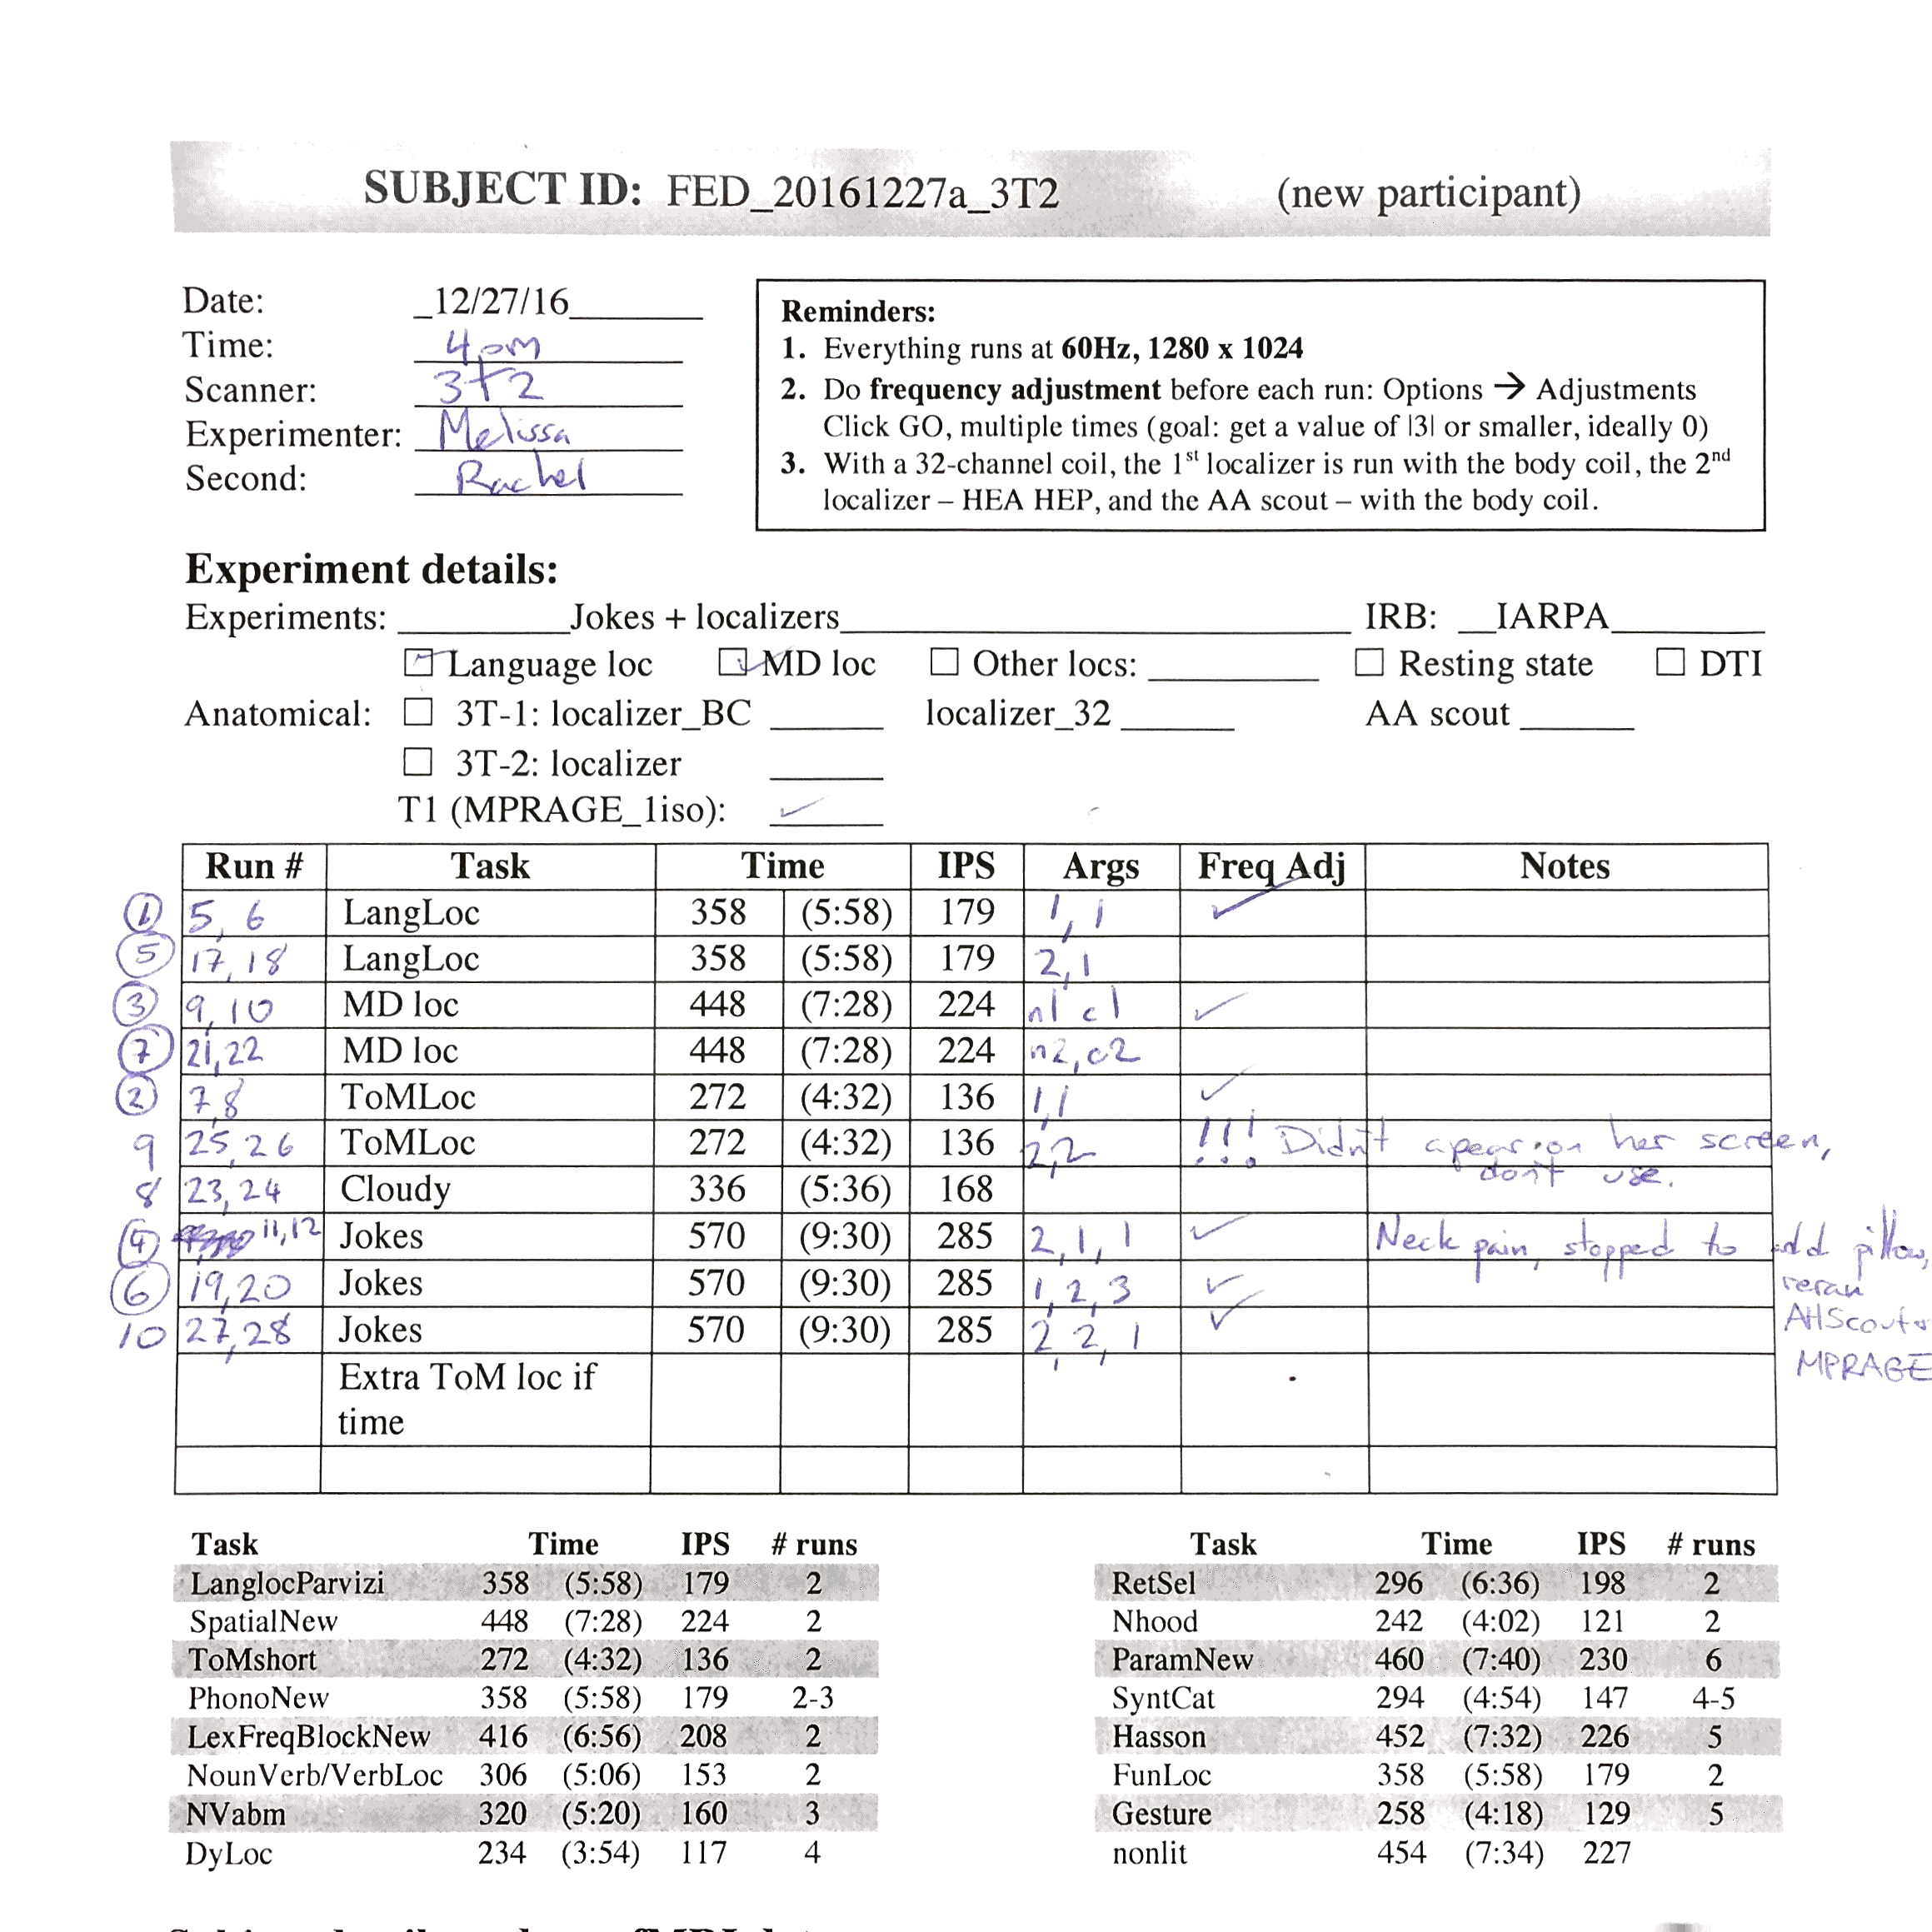 SUBJECT ID: FED_20161227a_3T2 (new participant)
Date: _12/27/16
Time: 4pm
Scanner: 3T2
Experimenter: Melissa
Second: Rachel
Reminders:
1. Everything runs at 60Hz, 1280 x 1024
2. Do frequency adjustment before each run: Options → Adjustments
Click GO, multiple times (goal: get a value of |3| or smaller, ideally 0)
3. With a 32-channel coil, the 1st localizer is run with the body coil, the 2nd
localizer – HEA HEP, and the AA scout – with the body coil.
Experiment details:
Experiments: Jokes + localizers IRB: IARPA
Language loc MD loc Other locs: Resting state DTI
Anatomical: 3T-1: localizer_BC localizer_32 AA scout
3T-2: localizer
T1 (MPRAGE_1iso): ✓
Run # Task Time IPS Args Freq Adj Notes
1 5, 6 LangLoc 358 (5:58) 179 1, 1 ✓
5 17, 18 LangLoc 358 (5:58) 179 2, 1
3 9, 10 MD loc 448 (7:28) 224 n1 c1 ✓
7 21, 22 MD loc 448 (7:28) 224 n2, c2
2 7, 8 ToMLoc 272 (4:32) 136 1, 1 ✓
9 25, 26 ToMLoc 272 (4:32) 136 2, 2 !!! Didn't apear on her screen,
don't use.
8 23, 24 Cloudy 336 (5:36) 168
4 11, 12 Jokes 570 (9:30) 285 2, 1, 1 ✓ Neck pain, stopped to add pillow,
6 19, 20 Jokes 570 (9:30) 285 1, 2, 3 ✓ reran
10 27, 28 Jokes 570 (9:30) 285 2, 2, 1 ✓ AHScout +
MPRAGE
Extra ToM loc if
time
Task Time IPS # runs
LanglocParvizi 358 (5:58) 179 2
SpatialNew 448 (7:28) 224 2
ToMshort 272 (4:32) 136 2
PhonoNew 358 (5:58) 179 2-3
LexFreqBlockNew 416 (6:56) 208 2
NounVerb/VerbLoc 306 (5:06) 153 2
NVabm 320 (5:20) 160 3
DyLoc 234 (3:54) 117 4
Task Time IPS # runs
RetSel 296 (6:36) 198 2
Nhood 242 (4:02) 121 2
ParamNew 460 (7:40) 230 6
SyntCat 294 (4:54) 147 4-5
Hasson 452 (7:32) 226 5
FunLoc 358 (5:58) 179 2
Gesture 258 (4:18) 129 5
nonlit 454 (7:34) 227